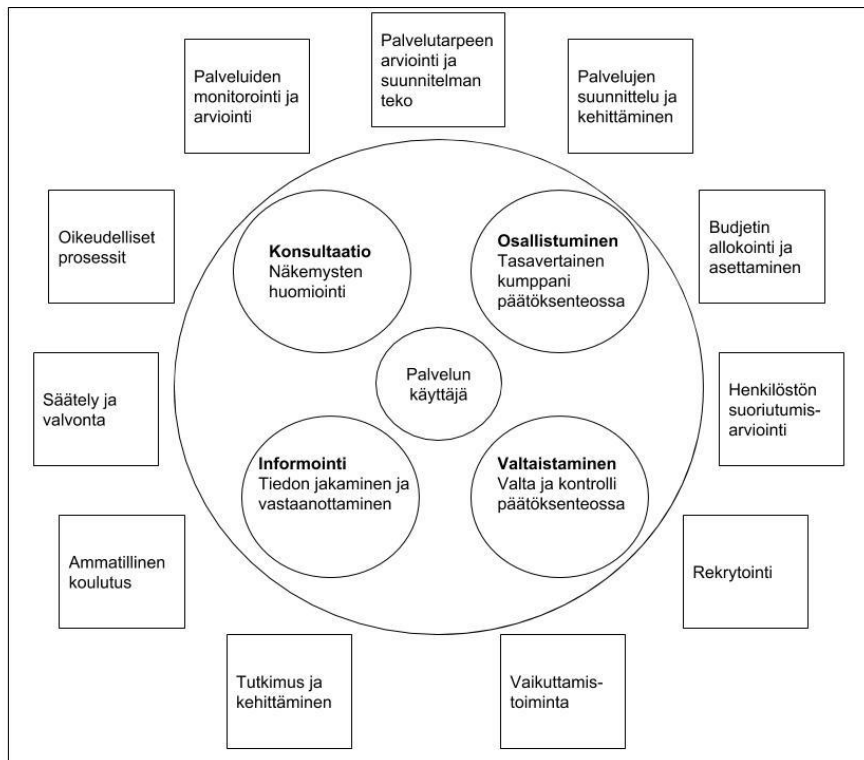 Palvelutarpeen
arviointi ja
suunnitelman
teko
Palveluiden
monitorointi ja
arviointi
Palvelujen
suunnittelu ja
kehittäminen
Oikeudelliset
prosessit
Konsultaatio
Näkemysten
huomiointi
Osallistuminen
Tasavertainen
kumppani
päätöksenteossa
Budjetin
allokointi ja
asettaminen
Palvelun
käyttäjä
Säätely ja
valvonta
Henkilöstön
suoriutumis-
arviointi
Informointi
Tiedon jakaminen ja
vastaanottaminen
Valtaistaminen
Valta ja kontrolli
päätöksenteossa
Ammatillinen
koulutus
Rekrytointi
Tutkimus ja
kehittäminen
Vaikuttamis-
toiminta